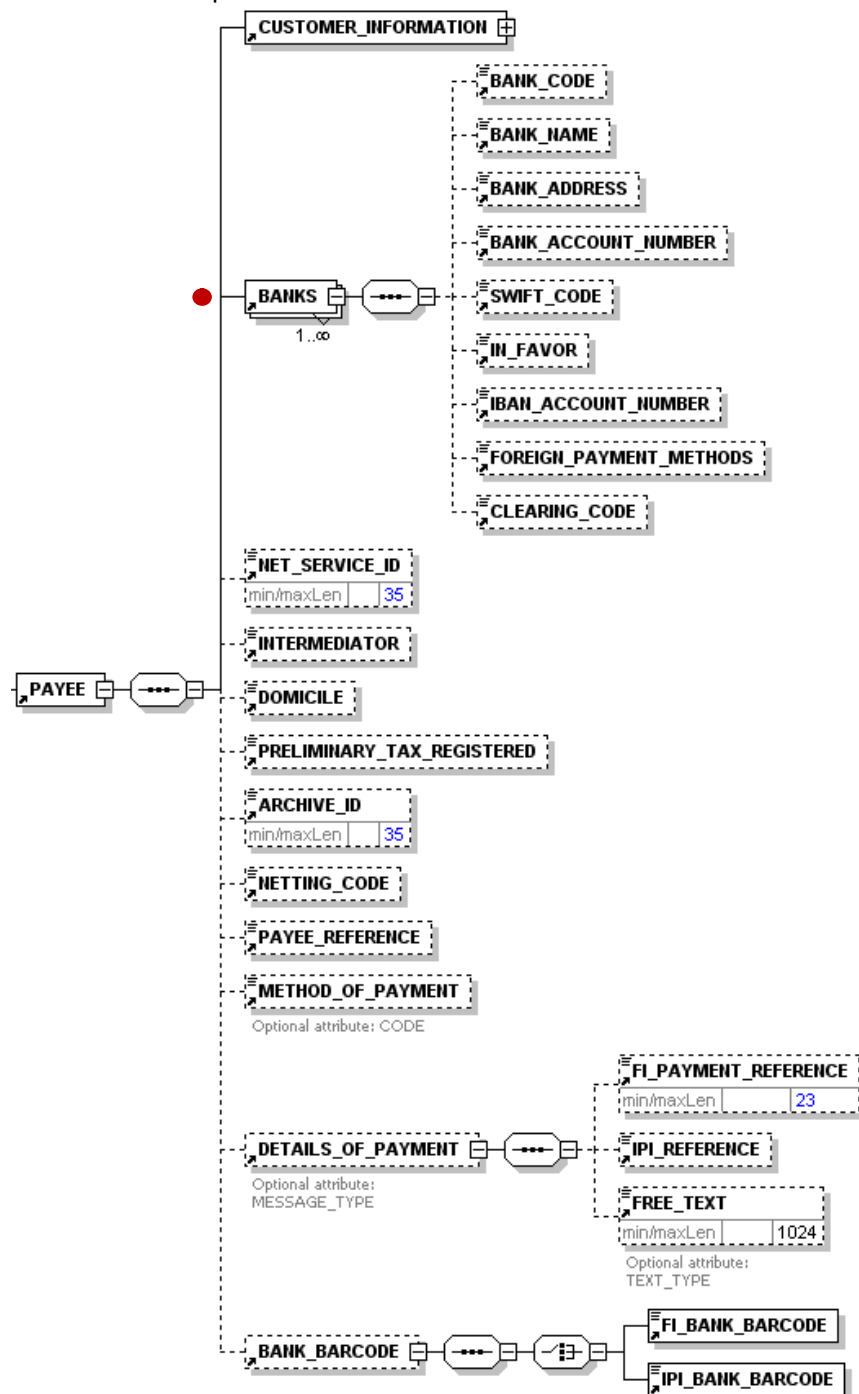 CUSTOMER_INFORMATION
BANK_CODE
BANK_NAME
BANK_ADDRESS
BANK_ACCOUNT_NUMBER
BANKS
1..∞
SWIFT_CODE
IN_FAVOR
IBAN_ACCOUNT_NUMBER
FOREIGN_PAYMENT_METHODS
CLEARING_CODE
NET_SERVICE_ID
min/maxLen 35
INTERMEDIATOR
PAYEE
DOMICILE
PRELIMINARY_TAX_REGISTERED
ARCHIVE_ID
min/maxLen 35
NETTING_CODE
PAYEE_REFERENCE
METHOD_OF_PAYMENT
Optional attribute: CODE
FI_PAYMENT_REFERENCE
min/maxLen 23
DETAILS_OF_PAYMENT
Optional attribute:
MESSAGE_TYPE
IPI_REFERENCE
FREE_TEXT
min/maxLen 1024
Optional attribute:
TEXT_TYPE
BANK_BARCODE
FI_BANK_BARCODE
IPI_BANK_BARCODE